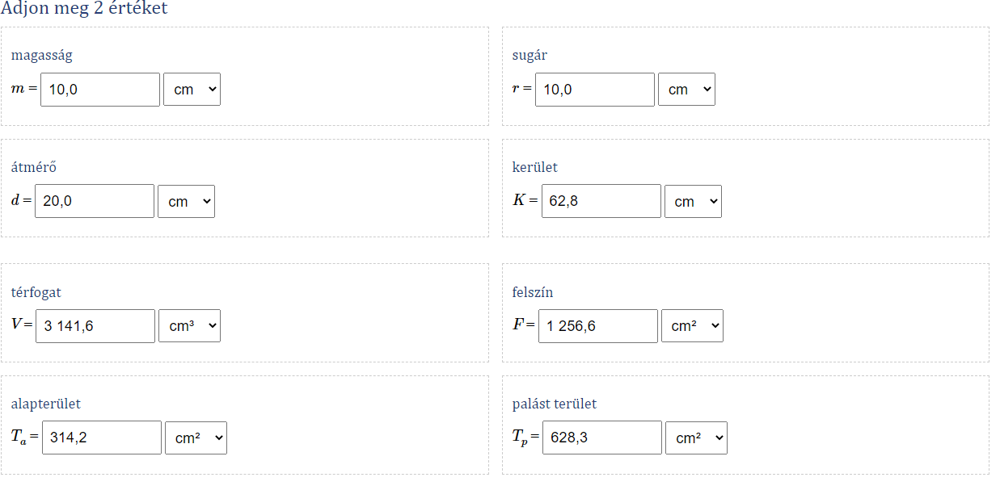 Adjon meg 2 értéket
magasság
m = 10,0 cm
sugár
r = 10,0 cm
átmérő
d = 20,0 cm
kerület
K = 62,8 cm
térfogat
V = 3 141,6 cm³
felszín
F = 1 256,6 cm²
alapterület
Tₐ = 314,2 cm²
palást terület
Tₚ = 628,3 cm²